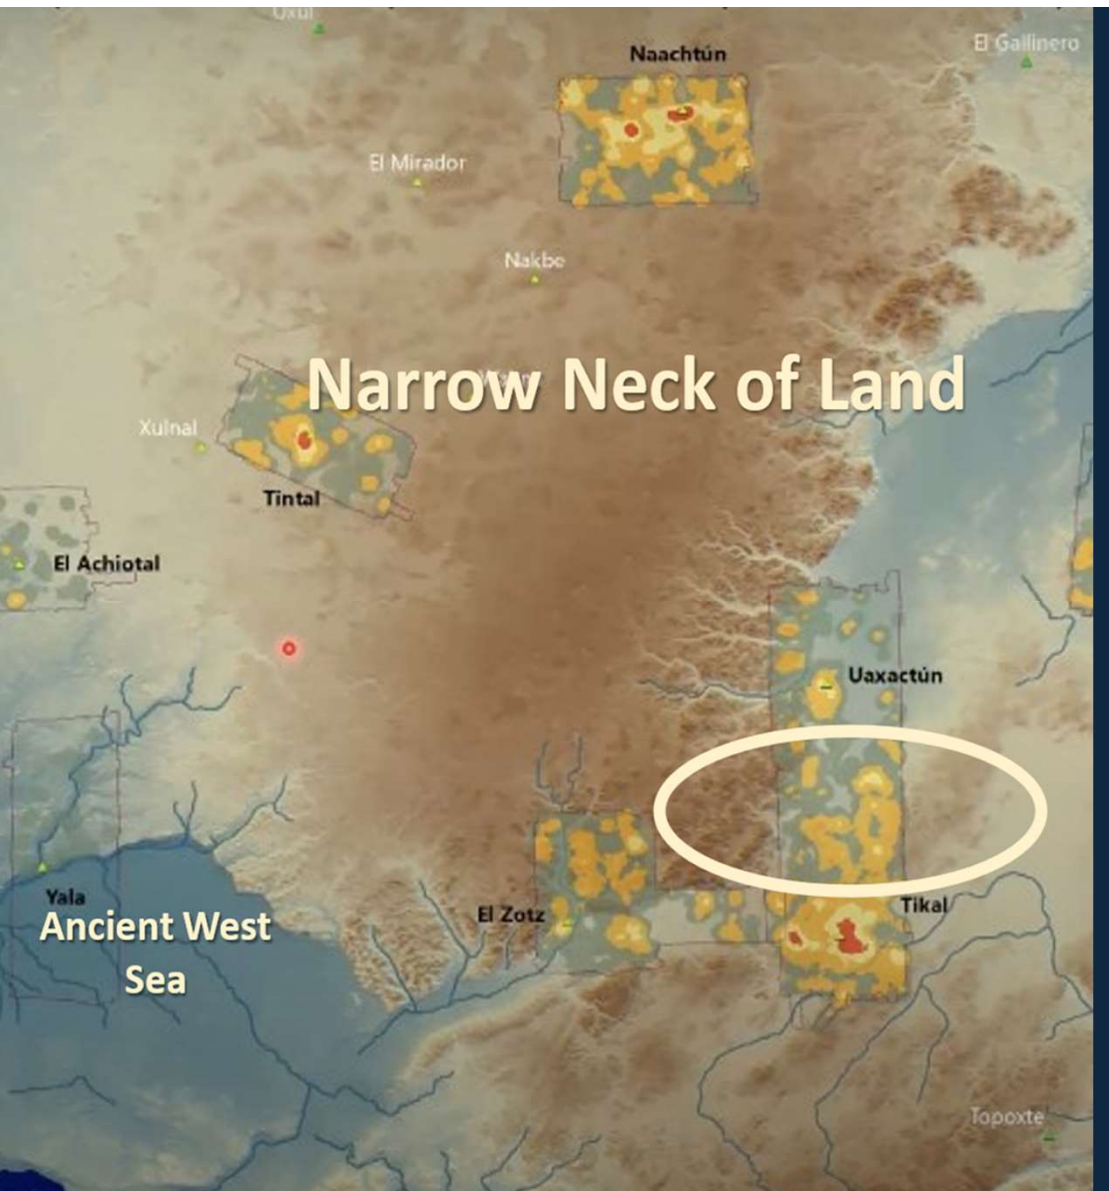 Uxul
Naachtún
El Gallinero
El Mirador
Nakbe
Narrow Neck of Land
Xulnal
Tintal
El Achiotal
Uaxactún
Yala
Tikal
El Zotz
Ancient West
Sea
Topoxte